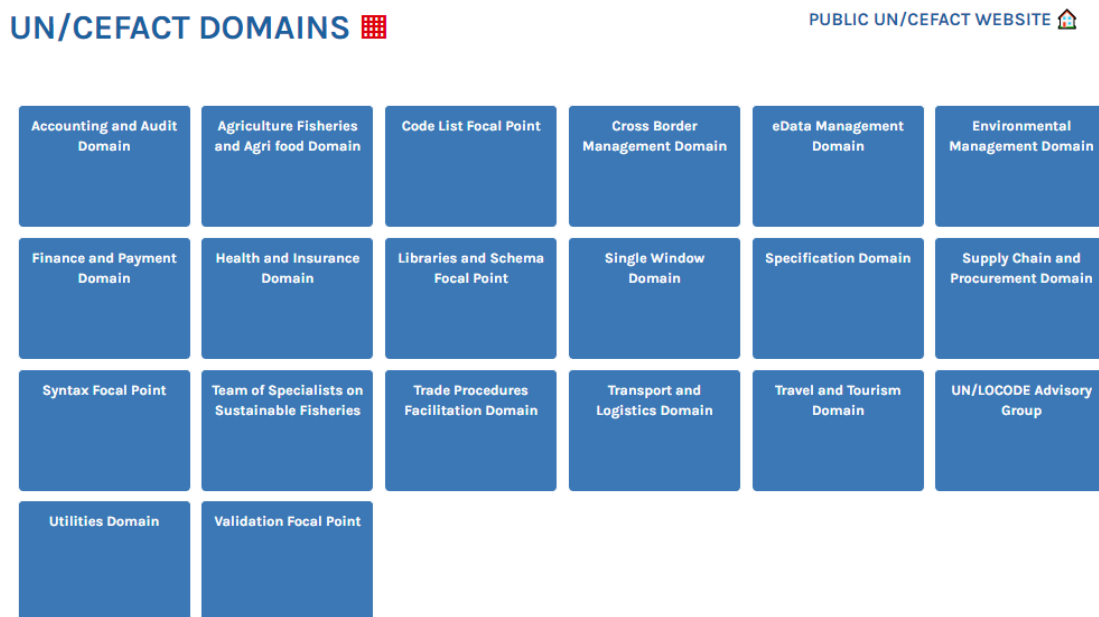 UN/CEFACT DOMAINS
PUBLIC UN/CEFACT WEBSITE
Accounting and Audit
Domain
Agriculture Fisheries
and Agri food Domain
Code List Focal Point
Cross Border
Management Domain
eData Management
Domain
Environmental
Management Domain
Finance and Payment
Domain
Health and Insurance
Domain
Libraries and Schema
Focal Point
Single Window
Domain
Specification Domain
Supply Chain and
Procurement Domain
Syntax Focal Point
Team of Specialists on
Sustainable Fisheries
Trade Procedures
Facilitation Domain
Transport and
Logistics Domain
Travel and Tourism
Domain
UN/LOCODE Advisory
Group
Utilities Domain
Validation Focal Point